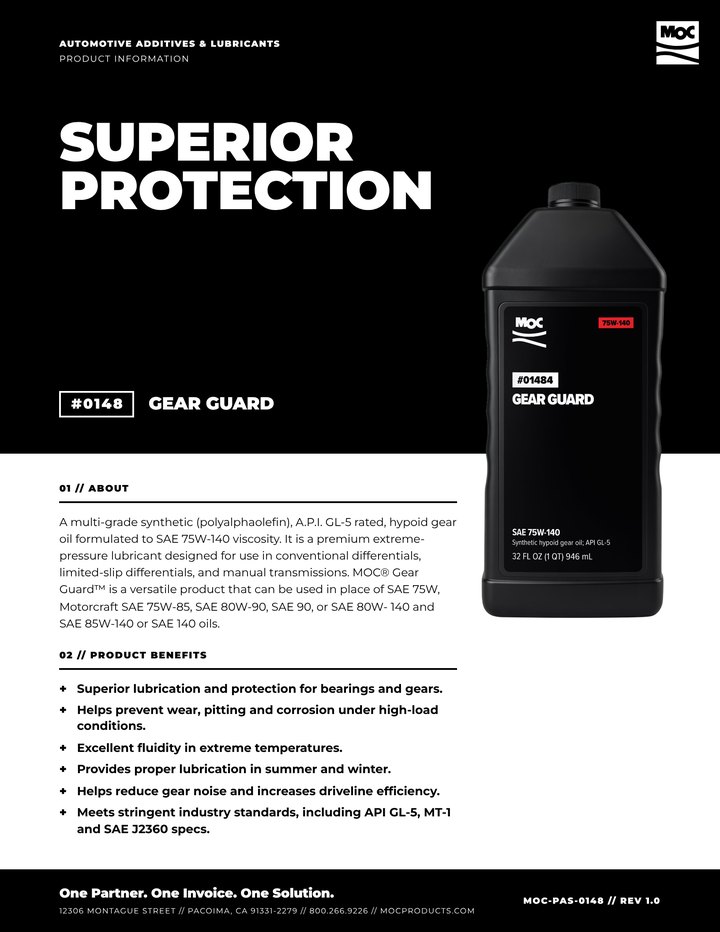 AUTOMOTIVE ADDITIVES & LUBRICANTS
PRODUCT INFORMATION
MOC
SUPERIOR
PROTECTION
#0148 GEAR GUARD
MOC
75W-140
#01484
GEAR GUARD
SAE 75W-140
Synthetic hypoid gear oil; API GL-5
32 FL OZ (1 QT) 946 mL
01 // ABOUT
A multi-grade synthetic (polyalphaolefin), A.P.I. GL-5 rated, hypoid gear
oil formulated to SAE 75W-140 viscosity. It is a premium extreme-
pressure lubricant designed for use in conventional differentials,
limited-slip differentials, and manual transmissions. MOC® Gear
Guard™ is a versatile product that can be used in place of SAE 75W,
Motorcraft SAE 75W-85, SAE 80W-90, SAE 90, or SAE 80W- 140 and
SAE 85W-140 or SAE 140 oils.
02 // PRODUCT BENEFITS
+ Superior lubrication and protection for bearings and gears.
+ Helps prevent wear, pitting and corrosion under high-load
conditions.
+ Excellent fluidity in extreme temperatures.
+ Provides proper lubrication in summer and winter.
+ Helps reduce gear noise and increases driveline efficiency.
+ Meets stringent industry standards, including API GL-5, MT-1
and SAE J2360 specs.
One Partner. One Invoice. One Solution.
12306 MONTAGUE STREET // PACOIMA, CA 91331-2279 // 800.266.9226 // MOCPRODUCTS.COM
MOC-PAS-0148 // REV 1.0